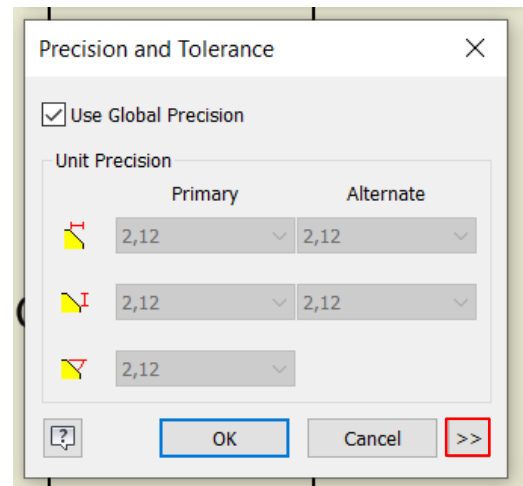 Precision and Tolerance
Use Global Precision
Unit Precision
Primary Alternate
2,12 2,12
2,12 2,12
2,12
? OK Cancel >>